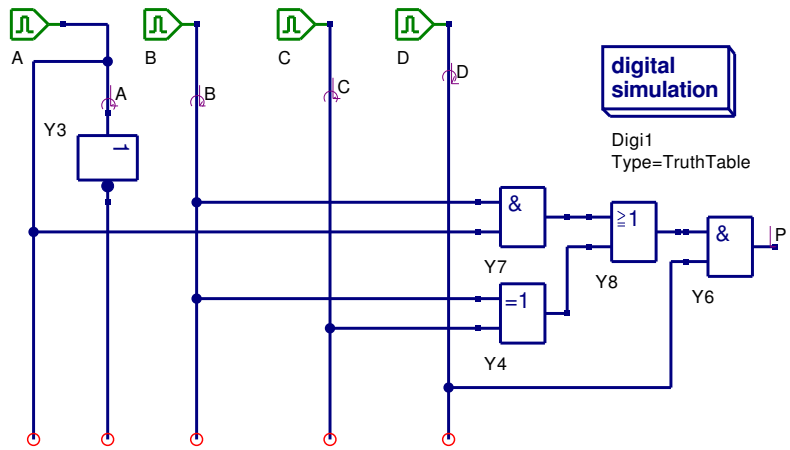 A
B
C
D
A
B
C
D
digital
simulation
Digi1
Type=TruthTable
Y3
1
&
Y7
≧1
Y8
&
P
Y6
=1
Y4